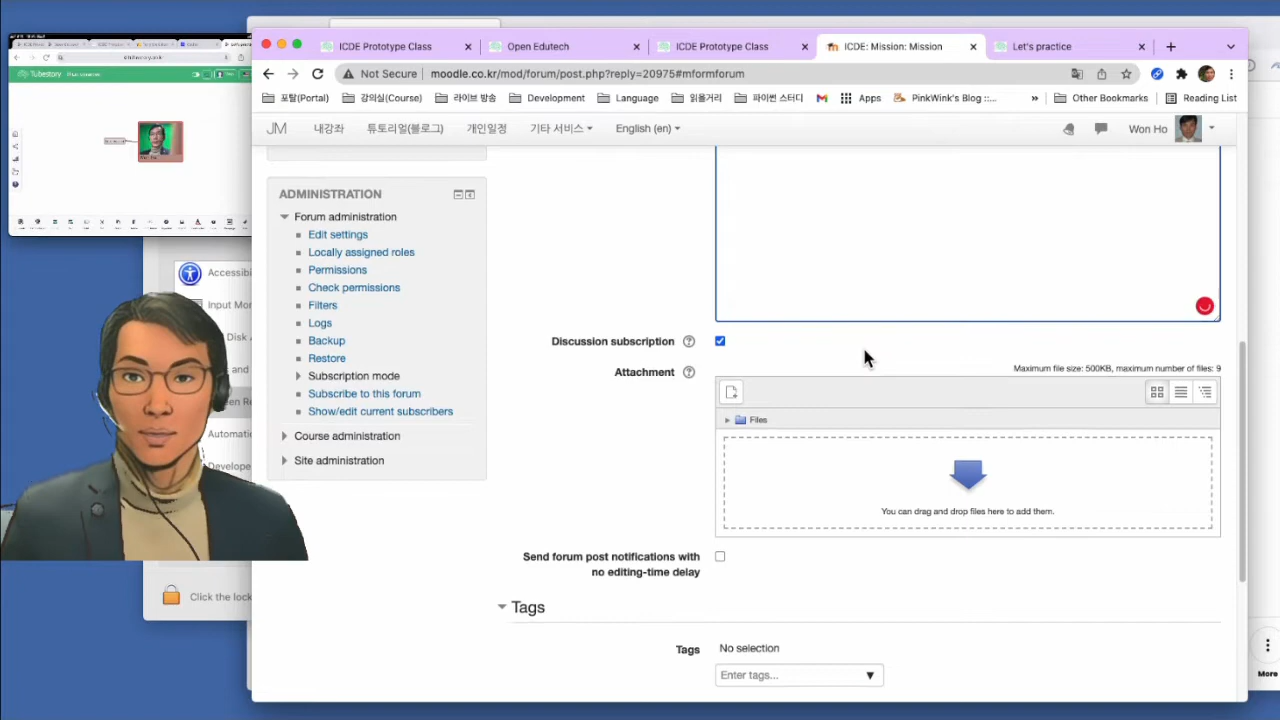 ICDE Prototype Class
Open Edutech
ICDE Prototype Class
ICDE: Mission: Mission
Let's practice
Not Secure
moodle.co.kr/mod/forum/post.php?reply=20975#mformforum
포탈(Portal)
강의실(Course)
라이브 방송
Development
Language
읽을거리
파이썬 스터디
Apps
PinkWink's Blog ::...
»
Other Bookmarks
Reading List
JM
내강좌
튜토리얼(블로그)
개인일정
기타 서비스
English (en)
Won Ho
Tubestory
ADMINISTRATION
Forum administration
Edit settings
Locally assigned roles
Permissions
Check permissions
Filters
Logs
Backup
Restore
Subscription mode
Subscribe to this forum
Show/edit current subscribers
Course administration
Site administration
Accessibi
Input Mor
Disk
and
een Re
Automatic
Develope
Click the lock
Discussion subscription
Attachment
Maximum file size: 500KB, maximum number of files: 9
Files
You can drag and drop files here to add them.
Send forum post notifications with
no editing-time delay
Tags
Tags
No selection
Enter tags...
More